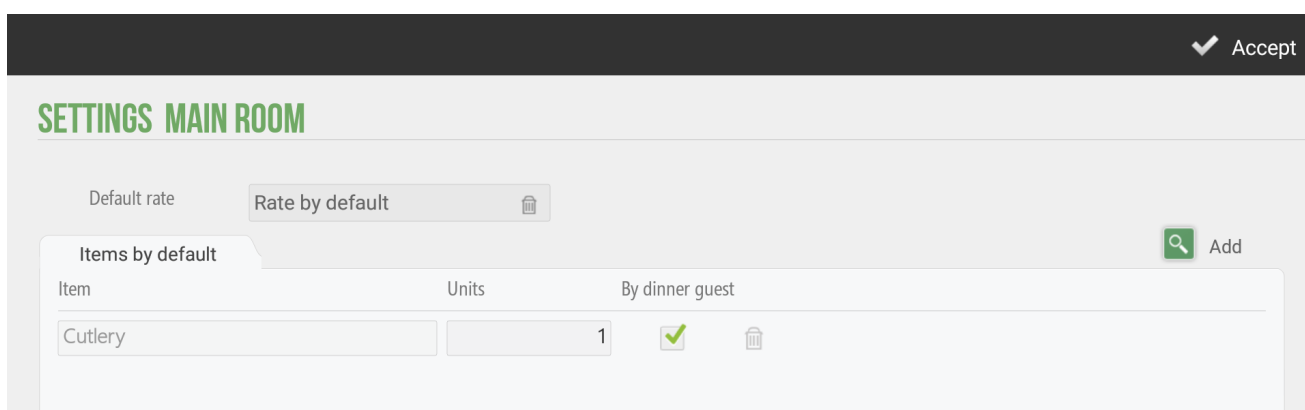 Accept
SETTINGS MAIN ROOM
Default rate Rate by default
Items by default Add
Item Units By dinner guest
Cutlery 1